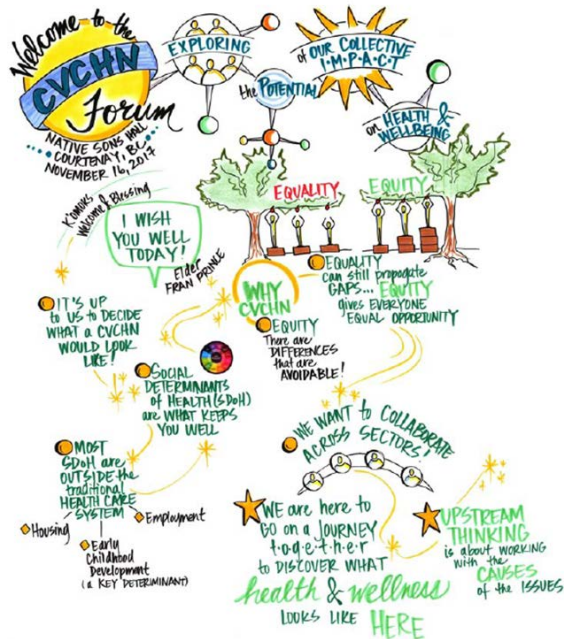 Welcome to the
CVCHN
Forum
NATIVE SONS HALL
COURTENAY, BC
NOVEMBER 16, 2017
EXPLORING
the POTENTIAL
of OUR COLLECTIVE
I•M•P•A•C•T
on HEALTH &
WELLBEING
K'omoks
Welcome & Blessing
I WISH
YOU WELL
TODAY!
Elder
FRAN PRINCE
EQUALITY
EQUITY
WHY
CVCHN
EQUALITY
can still propogate
GAPS... EQUITY
gives EVERYONE
EQUAL OPPORTUNITY
EQUITY
There are
DIFFERENCES
that are
AVOIDABLE!
IT'S UP
to US to DECIDE
WHAT a CVCHN
WOULD LOOK
LIKE!
SOCIAL
DETERMINANTS
of HEALTH (SDoH)
are WHAT KEEPS
YOU WELL
MOST
SDoH are
OUTSIDE the
traditional
HEALTH CARE
SYSTEM
Housing
Early
Childhood
Development
(a KEY DETERMINANT)
Employment
WE WANT to COLLABORATE
ACROSS SECTORS!
WE are here to
GO on a JOURNEY
t•o•g•e•t•h•e•r
to DISCOVER WHAT
health & wellness
LOOKS LIKE HERE
UPSTREAM
THINKING
is about WORKING
with the
CAUSES
of the ISSUES